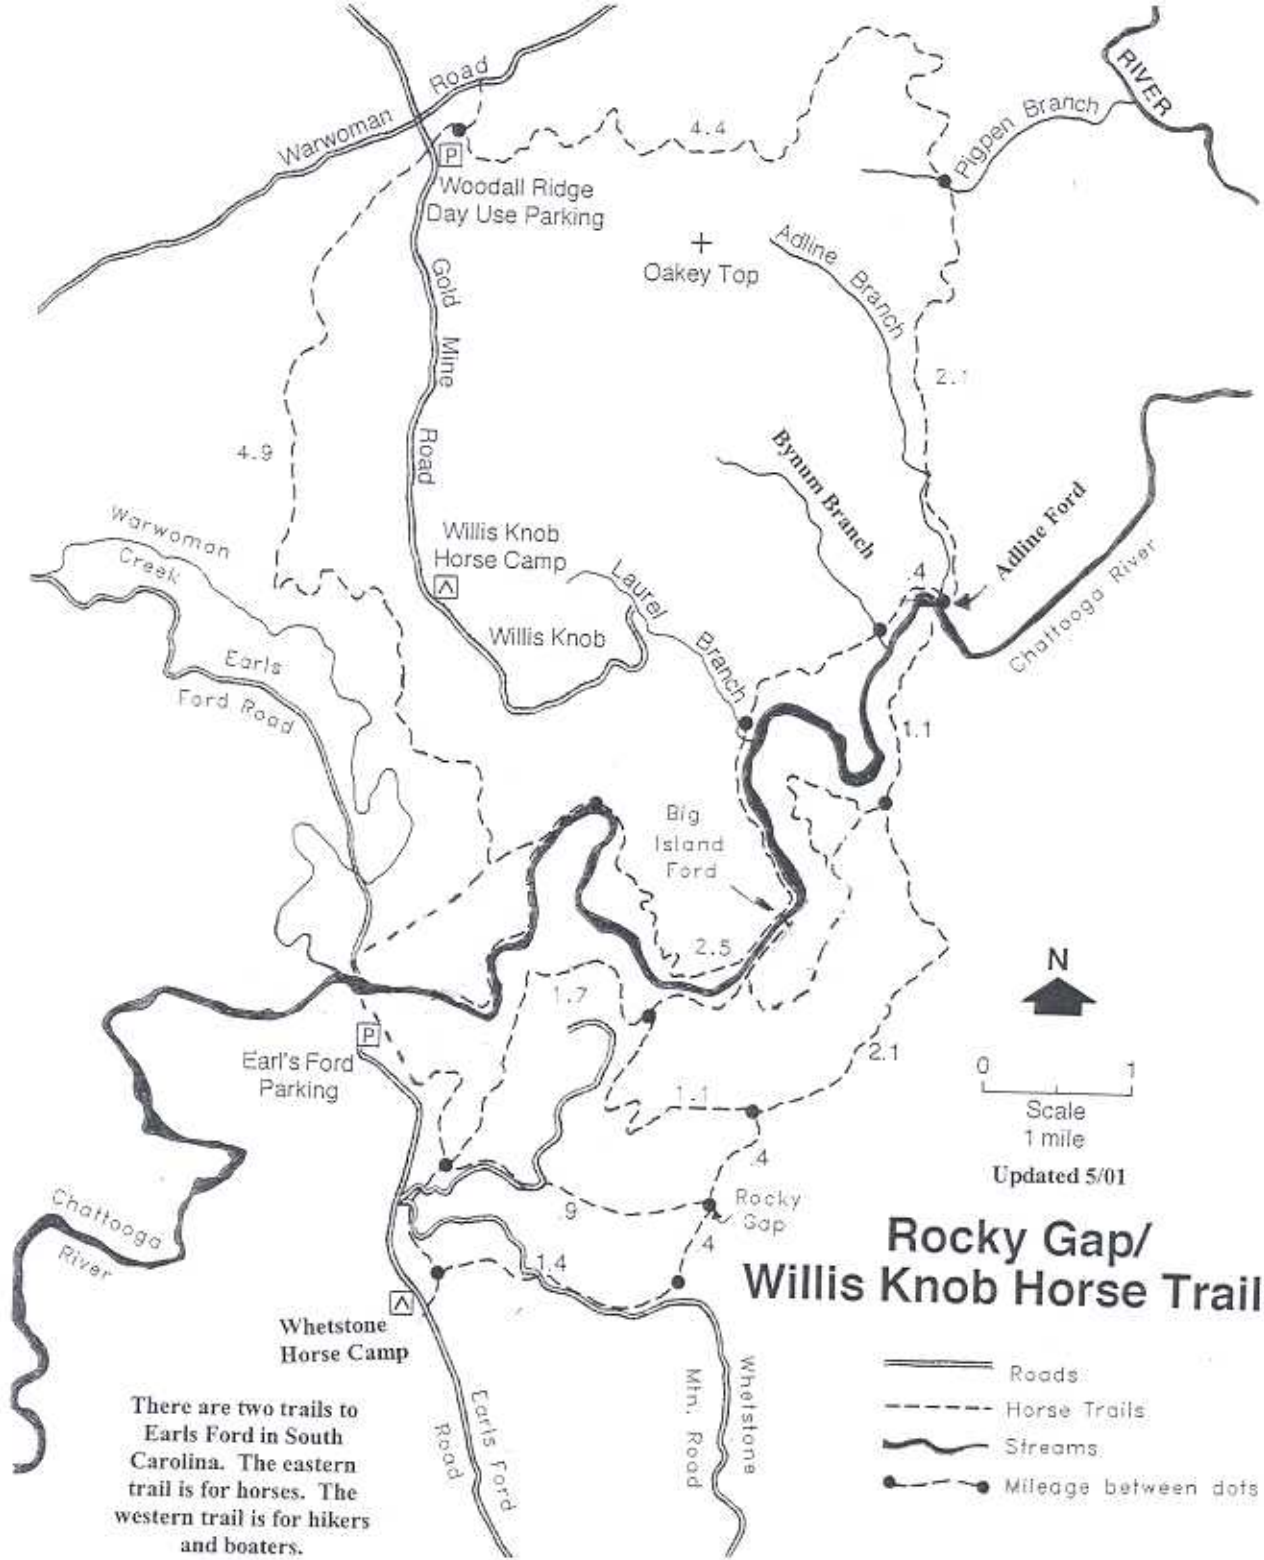 Warwoman Road
RIVER
Pigpen Branch
4.4
P
Woodall Ridge
Day Use Parking
Adline Branch
Oakey Top
Gold Mine Road
2.1
4.9
Bynum Branch
Adline Ford
Warwoman
Creek
Willis Knob
Horse Camp
Laurel Branch
.4
Chattooga River
Willis Knob
Earls
Ford Road
1.1
Big
Island
Ford
2.5
N
1.7
P
Earl's Ford
Parking
2.1
0 1
Scale
1 mile
1.1
Updated 5/01
.4
Rocky
Gap
.9
Chattooga
River
.4
1.4
Rocky Gap/
Willis Knob Horse Trail
Whetstone
Horse Camp
Roads
Horse Trails
Streams
Mileage between dots
Whetstone
Mtn. Road
Earls Ford
Road
There are two trails to
Earls Ford in South
Carolina. The eastern
trail is for horses. The
western trail is for hikers
and boaters.